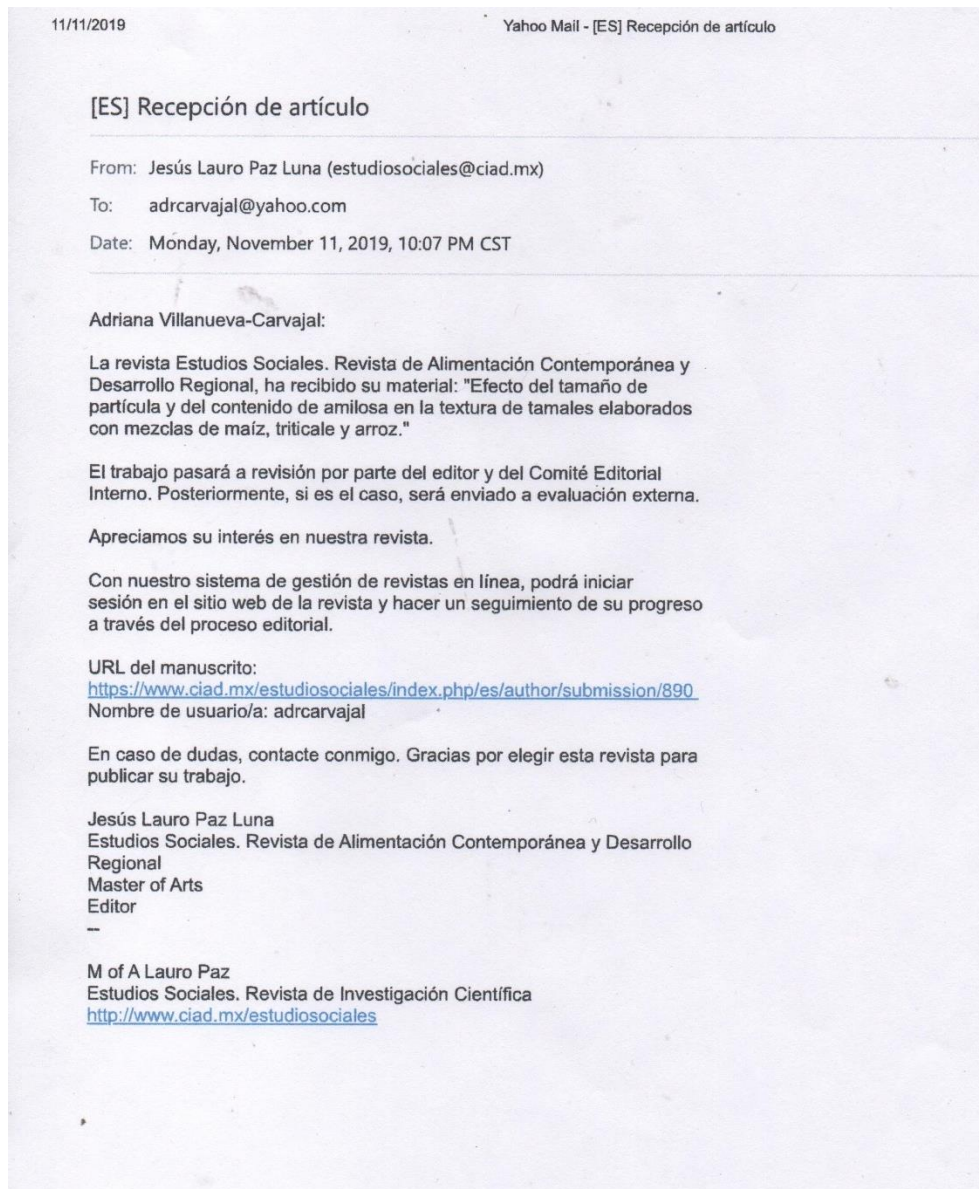 11/11/2019 Yahoo Mail - [ES] Recepción de artículo
[ES] Recepción de artículo
From: Jesús Lauro Paz Luna (estudiosociales@ciad.mx)
To: adrcarvajal@yahoo.com
Date: Monday, November 11, 2019, 10:07 PM CST
Adriana Villanueva-Carvajal:
La revista Estudios Sociales. Revista de Alimentación Contemporánea y
Desarrollo Regional, ha recibido su material: "Efecto del tamaño de
partícula y del contenido de amilosa en la textura de tamales elaborados
con mezclas de maíz, triticale y arroz."
El trabajo pasará a revisión por parte del editor y del Comité Editorial
Interno. Posteriormente, si es el caso, será enviado a evaluación externa.
Apreciamos su interés en nuestra revista.
Con nuestro sistema de gestión de revistas en línea, podrá iniciar
sesión en el sitio web de la revista y hacer un seguimiento de su progreso
a través del proceso editorial.
URL del manuscrito:
https://www.ciad.mx/estudiosociales/index.php/es/author/submission/890
Nombre de usuario/a: adrcarvajal
En caso de dudas, contacte conmigo. Gracias por elegir esta revista para
publicar su trabajo.
Jesús Lauro Paz Luna
Estudios Sociales. Revista de Alimentación Contemporánea y Desarrollo
Regional
Master of Arts
Editor
--
M of A Lauro Paz
Estudios Sociales. Revista de Investigación Científica
http://www.ciad.mx/estudiosociales